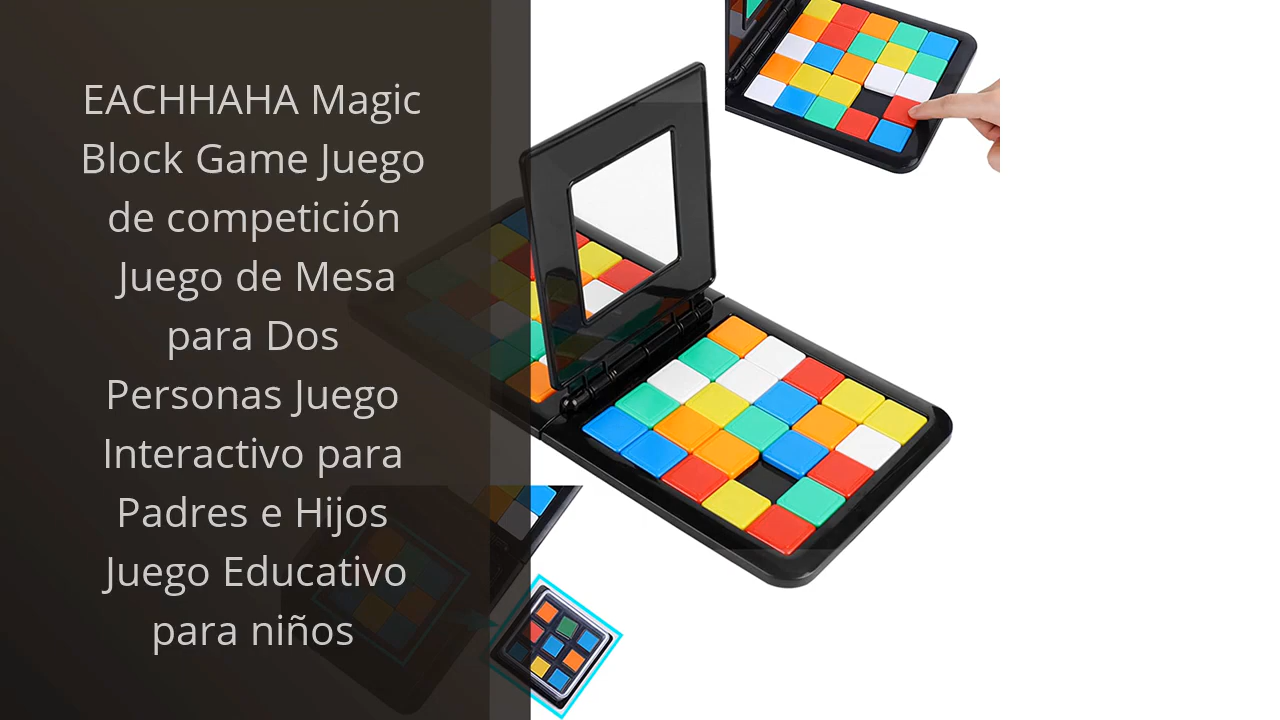 EACHHAHA Magic
Block Game Juego
de competición
Juego de Mesa
para Dos
Personas Juego
Interactivo para
Padres e Hijos
Juego Educativo
para niños